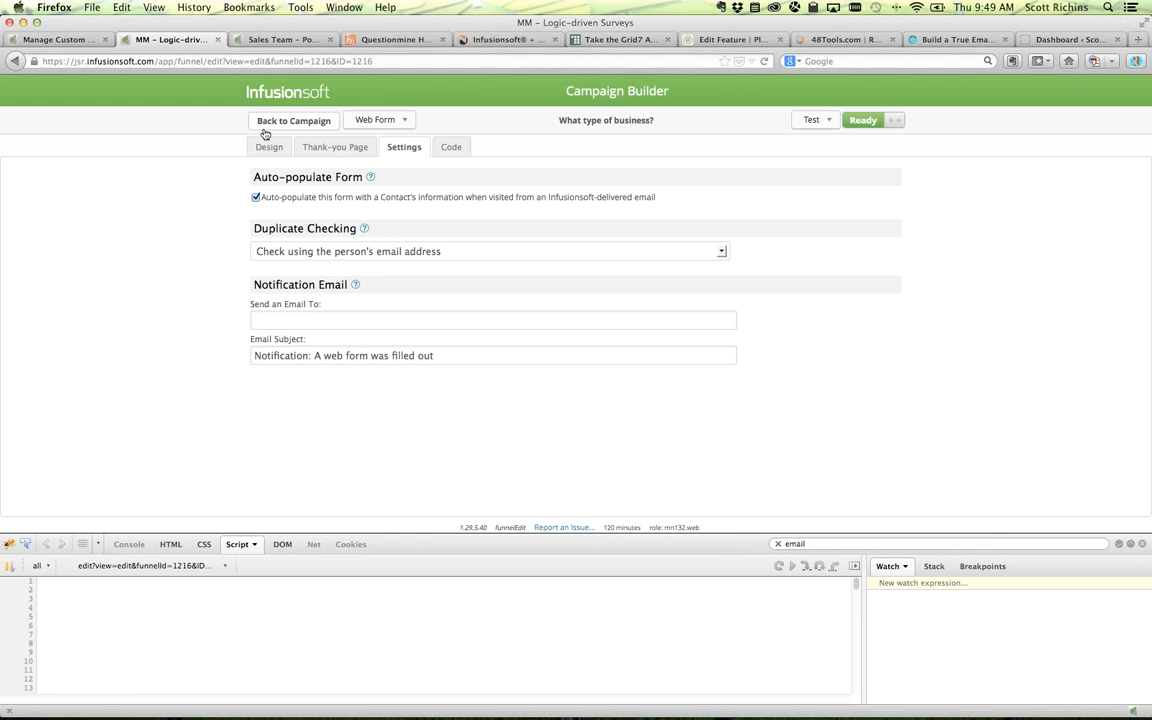 Firefox File Edit View History Bookmarks Tools Window Help Thu 9:49 AM Scott Richins
MM – Logic-driven Surveys
Manage Custom ... MM – Logic-driv... Sales Team – Po... Questionmine H... Infusionsoft® + ... Take the Grid7 A... Edit Feature | Pl... 48Tools.com | R... Build a True Ema... Dashboard ‹ Sco...
https://jsr.infusionsoft.com/app/funnel/edit?view=edit&funnelId=1216&ID=1216 Google
Infusionsoft Campaign Builder
Back to Campaign Web Form What type of business? Test Ready
Design Thank-you Page Settings Code
Auto-populate Form ?
Auto-populate this form with a Contact's information when visited from an Infusionsoft-delivered email
Duplicate Checking ?
Check using the person's email address
Notification Email ?
Send an Email To:
Email Subject:
Notification: A web form was filled out
1.29.5.40 funnelEdit Report an Issue... 120 minutes role: mn132.web
Console HTML CSS Script DOM Net Cookies email
all edit?view=edit&funnelId=1216&ID... Watch Stack Breakpoints
New watch expression...
1
2
3
4
5
6
7
8
9
10
11
12
13